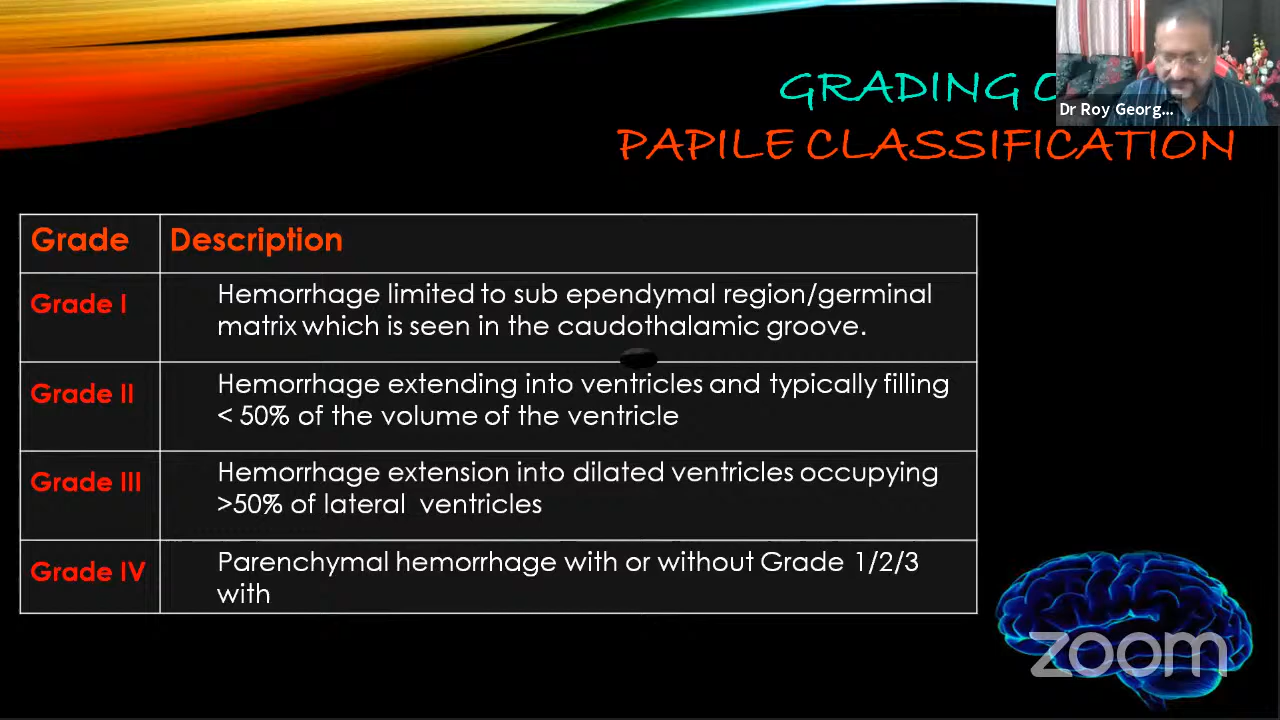 GRADING
Dr Roy Georg...
PAPILE CLASSIFICATION
Grade
Description
Grade I
Hemorrhage limited to sub ependymal region/germinal
matrix which is seen in the caudothalamic groove.
Grade II
Hemorrhage extending into ventricles and typically filling
< 50% of the volume of the ventricle
Grade III
Hemorrhage extension into dilated ventricles occupying
>50% of lateral ventricles
Grade IV
Parenchymal hemorrhage with or without Grade 1/2/3
with
zoom